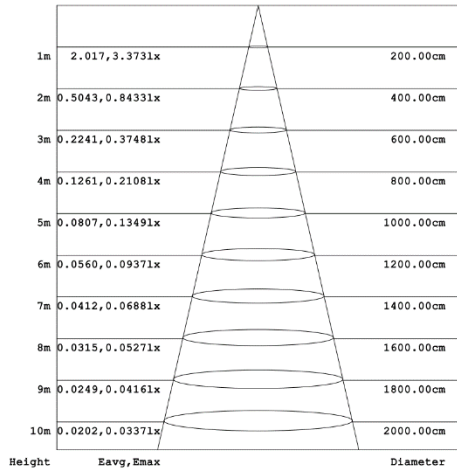 1m 2.017,3.373lx 200.00cm
2m 0.5043,0.8433lx 400.00cm
3m 0.2241,0.3748lx 600.00cm
4m 0.1261,0.2108lx 800.00cm
5m 0.0807,0.1349lx 1000.00cm
6m 0.0560,0.0937lx 1200.00cm
7m 0.0412,0.0688lx 1400.00cm
8m 0.0315,0.0527lx 1600.00cm
9m 0.0249,0.0416lx 1800.00cm
10m 0.0202,0.0337lx 2000.00cm
Height Eavg,Emax Diameter